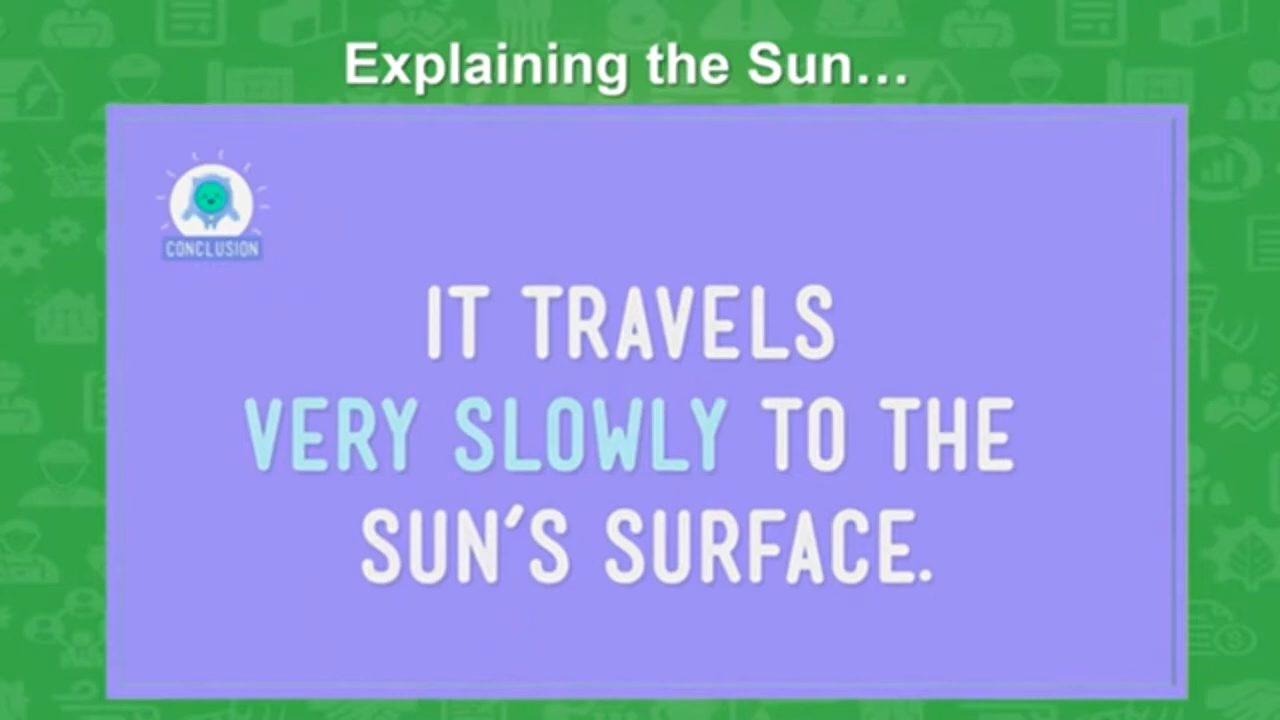 Explaining the Sun...
CONCLUSION
IT TRAVELS
VERY SLOWLY TO THE
SUN'S SURFACE.